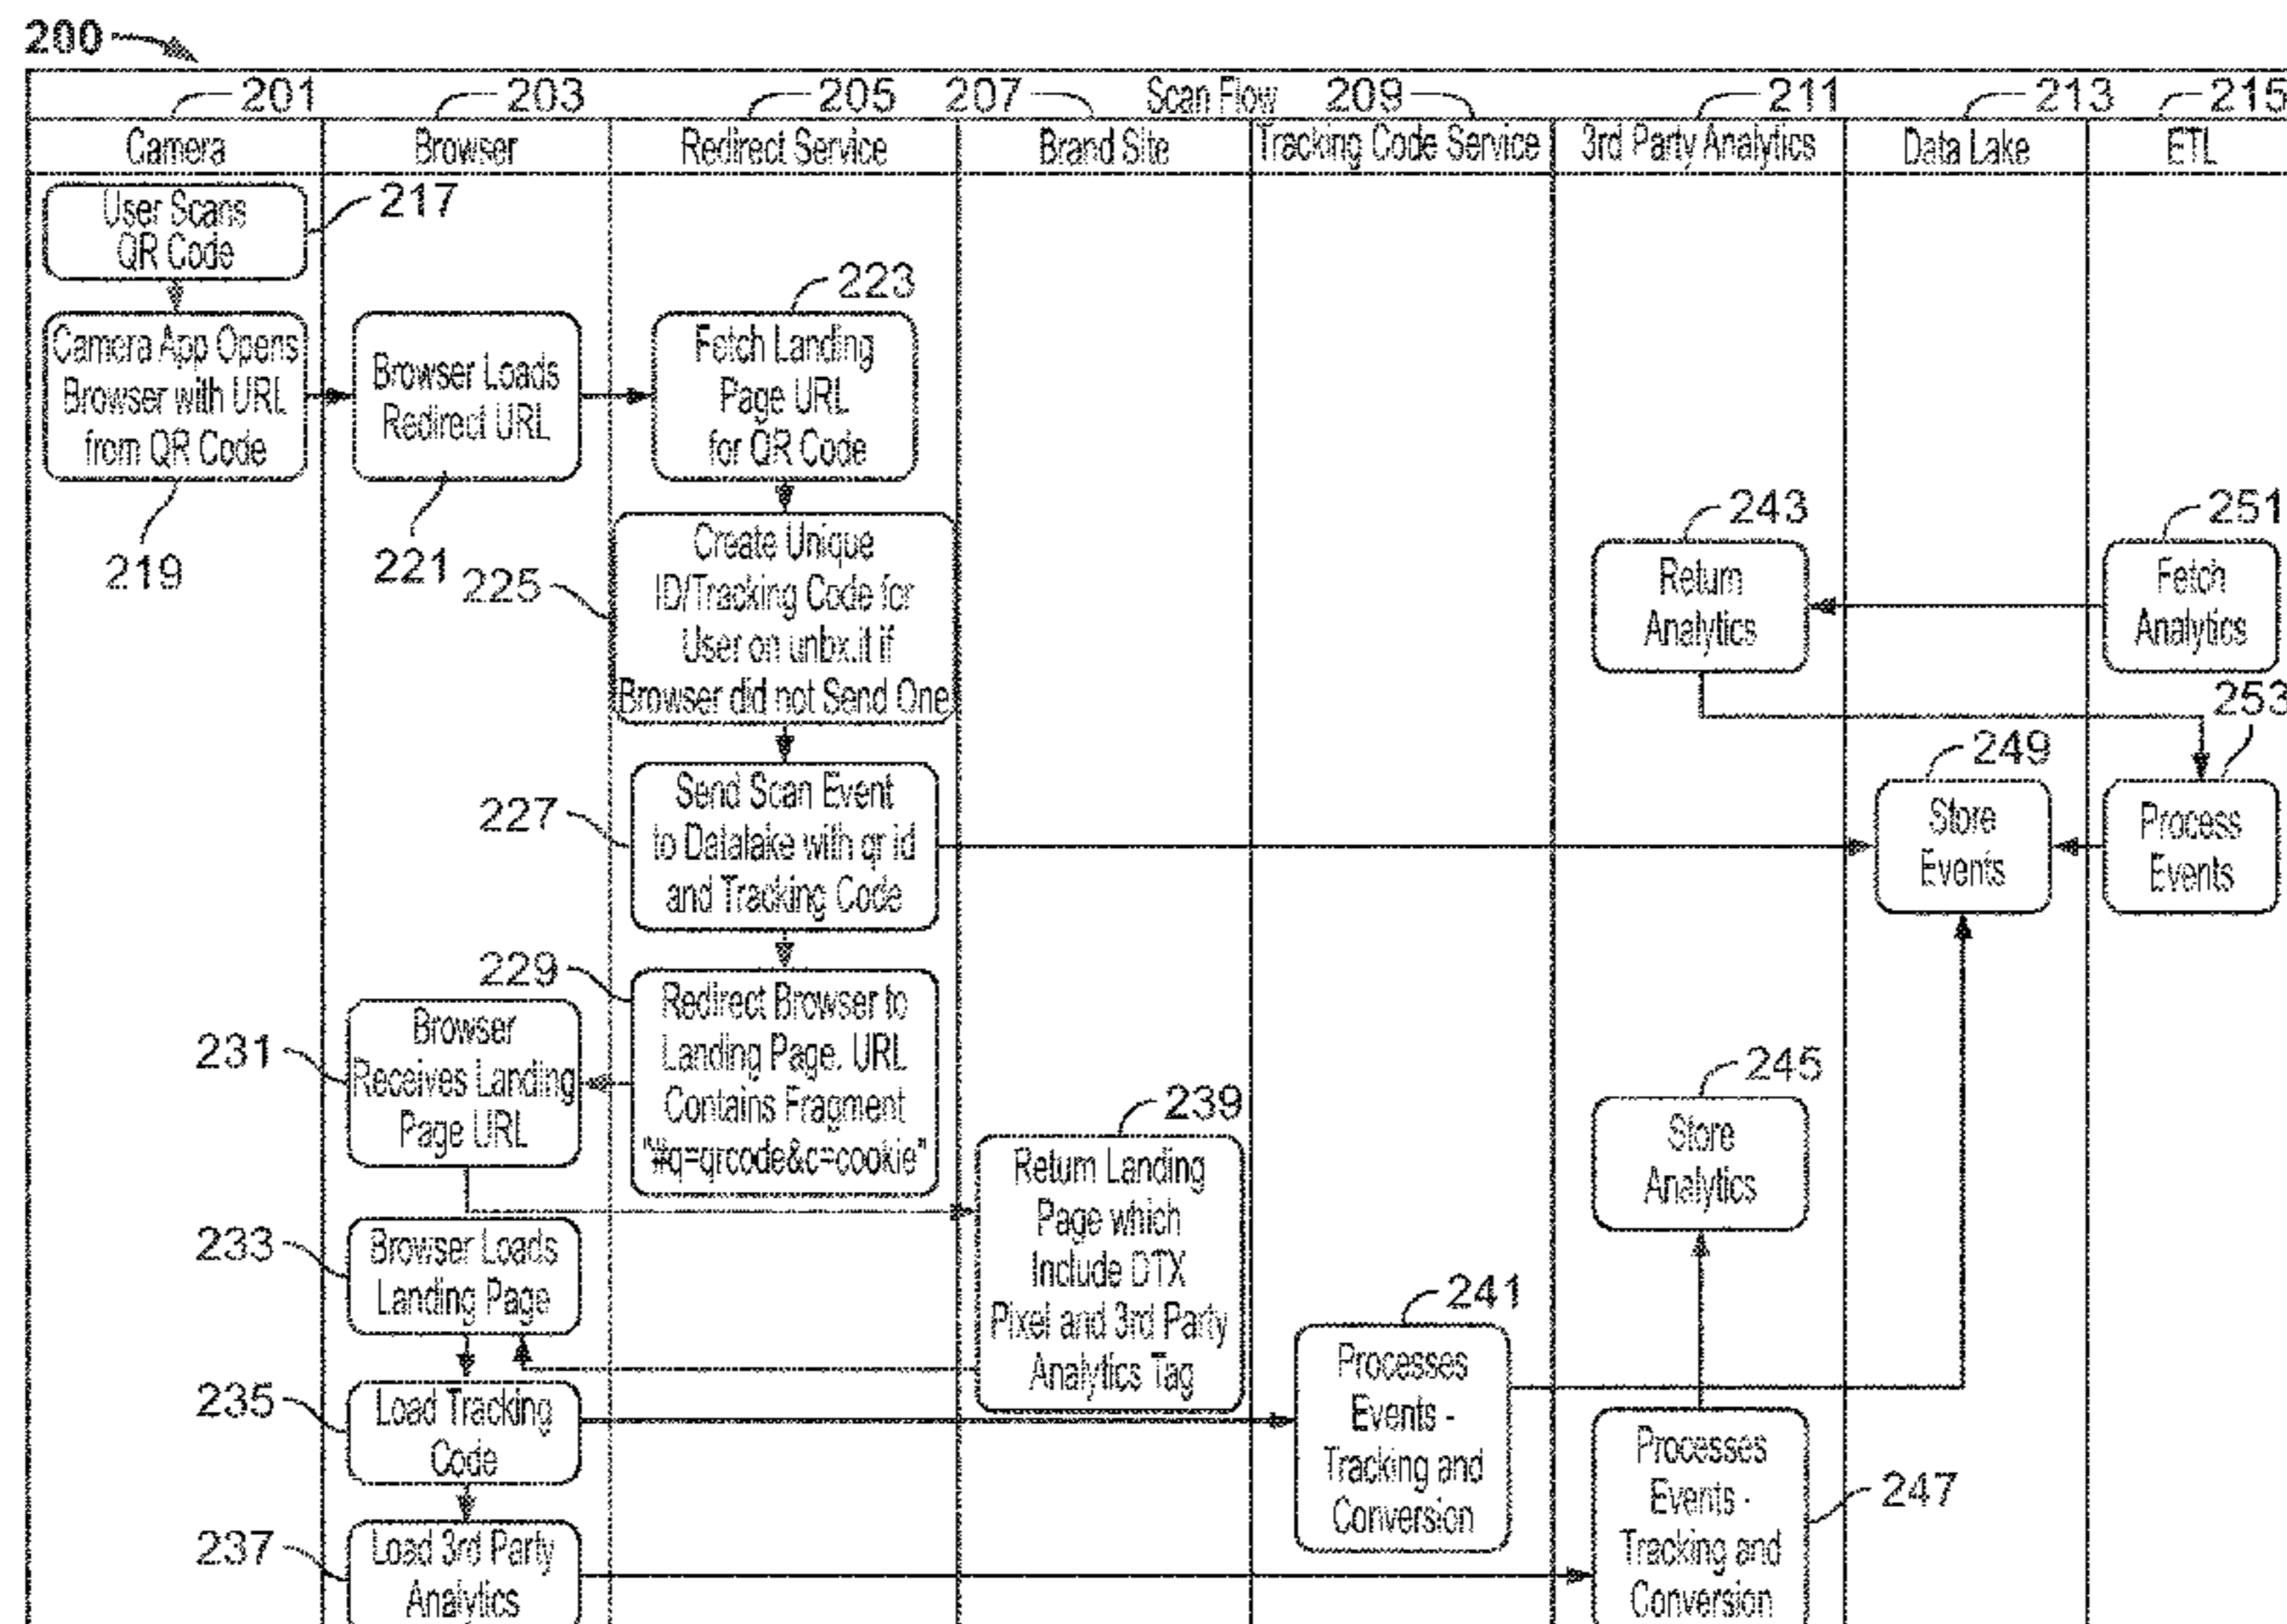 200
201
203
205
207
Scan Flow
209
211
213
215
Camera
Browser
Redirect Service
Brand Site
Tracking Code Service
3rd Party Analytics
Data Lake
ETL
User Scans
QR Code
217
Camera App Opens
Browser with URL
from QR Code
219
Browser Loads
Redirect URL
221
223
Fetch Landing
Page URL
for QR Code
225
Create Unique
ID/Tracking Code for
User on unbx.it if
Browser did not Send One
227
Send Scan Event
to Datalake with qr id
and Tracking Code
229
Redirect Browser to
Landing Page. URL
Contains Fragment
"#q=qrcode&c=cookie"
231
Browser
Receives Landing
Page URL
233
Browser Loads
Landing Page
235
Load Tracking
Code
237
Load 3rd Party
Analytics
239
Return Landing
Page which
Include DTX
Pixel and 3rd Party
Analytics Tag
241
Processes
Events -
Tracking and
Conversion
243
Return
Analytics
245
Store
Analytics
Processes
Events -
Tracking and
Conversion
247
249
Store
Events
251
Fetch
Analytics
253
Process
Events